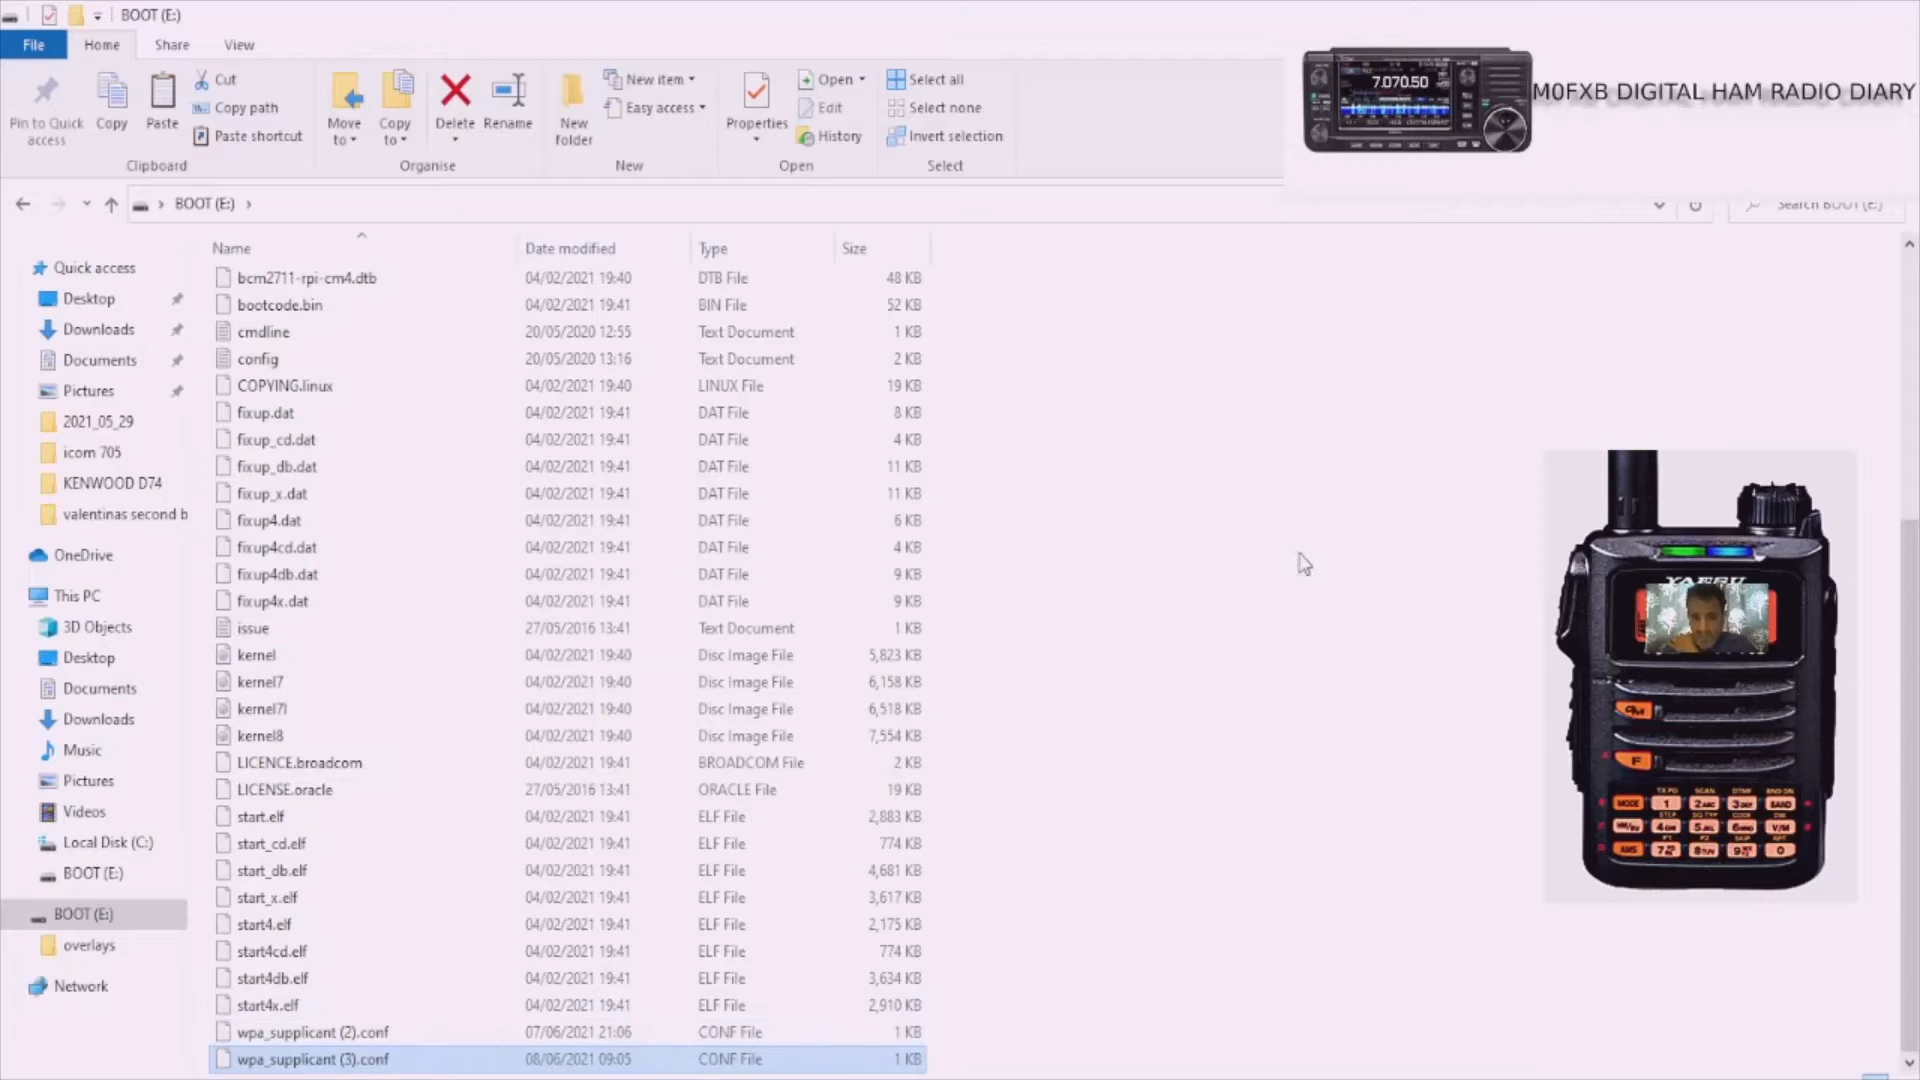 BOOT (E:)
File Home Share View
Pin to Quick access
Copy
Paste
Cut
Copy path
Paste shortcut
Clipboard
Move to
Copy to
Delete
Rename
Organise
New folder
New item
Easy access
New
Properties
Open
Edit
History
Open
Select all
Select none
Invert selection
Select
7.070.50
M0FXB DIGITAL HAM RADIO DIARY
BOOT (E:)
Search BOOT (E:)
Name Date modified Type Size
Quick access
Desktop
Downloads
Documents
Pictures
2021_05_29
icom 705
KENWOOD D74
valentinas second b
OneDrive
This PC
3D Objects
Desktop
Documents
Downloads
Music
Pictures
Videos
Local Disk (C:)
BOOT (E:)
BOOT (E:)
overlays
Network
bcm2711-rpi-cm4.dtb 04/02/2021 19:40 DTB File 48 KB
bootcode.bin 04/02/2021 19:41 BIN File 52 KB
cmdline 20/05/2020 12:55 Text Document 1 KB
config 20/05/2020 13:16 Text Document 2 KB
COPYING.linux 04/02/2021 19:40 LINUX File 19 KB
fixup.dat 04/02/2021 19:41 DAT File 8 KB
fixup_cd.dat 04/02/2021 19:41 DAT File 4 KB
fixup_db.dat 04/02/2021 19:41 DAT File 11 KB
fixup_x.dat 04/02/2021 19:41 DAT File 11 KB
fixup4.dat 04/02/2021 19:41 DAT File 6 KB
fixup4cd.dat 04/02/2021 19:41 DAT File 4 KB
fixup4db.dat 04/02/2021 19:41 DAT File 9 KB
fixup4x.dat 04/02/2021 19:41 DAT File 9 KB
issue 27/05/2016 13:41 Text Document 1 KB
kernel 04/02/2021 19:40 Disc Image File 5,823 KB
kernel7 04/02/2021 19:40 Disc Image File 6,158 KB
kernel7l 04/02/2021 19:40 Disc Image File 6,518 KB
kernel8 04/02/2021 19:40 Disc Image File 7,554 KB
LICENCE.broadcom 04/02/2021 19:41 BROADCOM File 2 KB
LICENSE.oracle 27/05/2016 13:41 ORACLE File 19 KB
start.elf 04/02/2021 19:41 ELF File 2,883 KB
start_cd.elf 04/02/2021 19:41 ELF File 774 KB
start_db.elf 04/02/2021 19:41 ELF File 4,681 KB
start_x.elf 04/02/2021 19:41 ELF File 3,617 KB
start4.elf 04/02/2021 19:41 ELF File 2,175 KB
start4cd.elf 04/02/2021 19:41 ELF File 774 KB
start4db.elf 04/02/2021 19:41 ELF File 3,634 KB
start4x.elf 04/02/2021 19:41 ELF File 2,910 KB
wpa_supplicant (2).conf 07/06/2021 21:06 CONF File 1 KB
wpa_supplicant (3).conf 08/06/2021 09:05 CONF File 1 KB
YAESU
F
MODE 1 2ABC 3DEF BAND
V/M
AMS
0